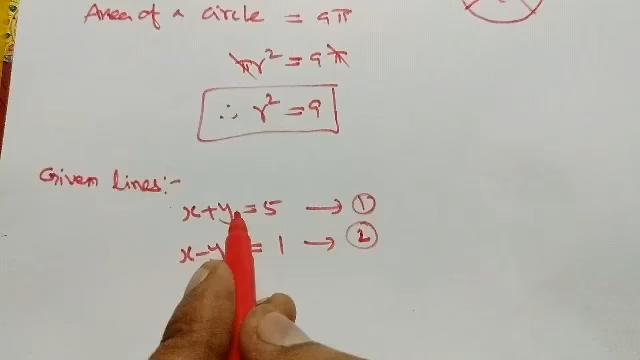 Area of a circle = 9π
πr² = 9π
∴ r² = 9
Given lines:-
x+y = 5 → ①
x-y = 1 → ②